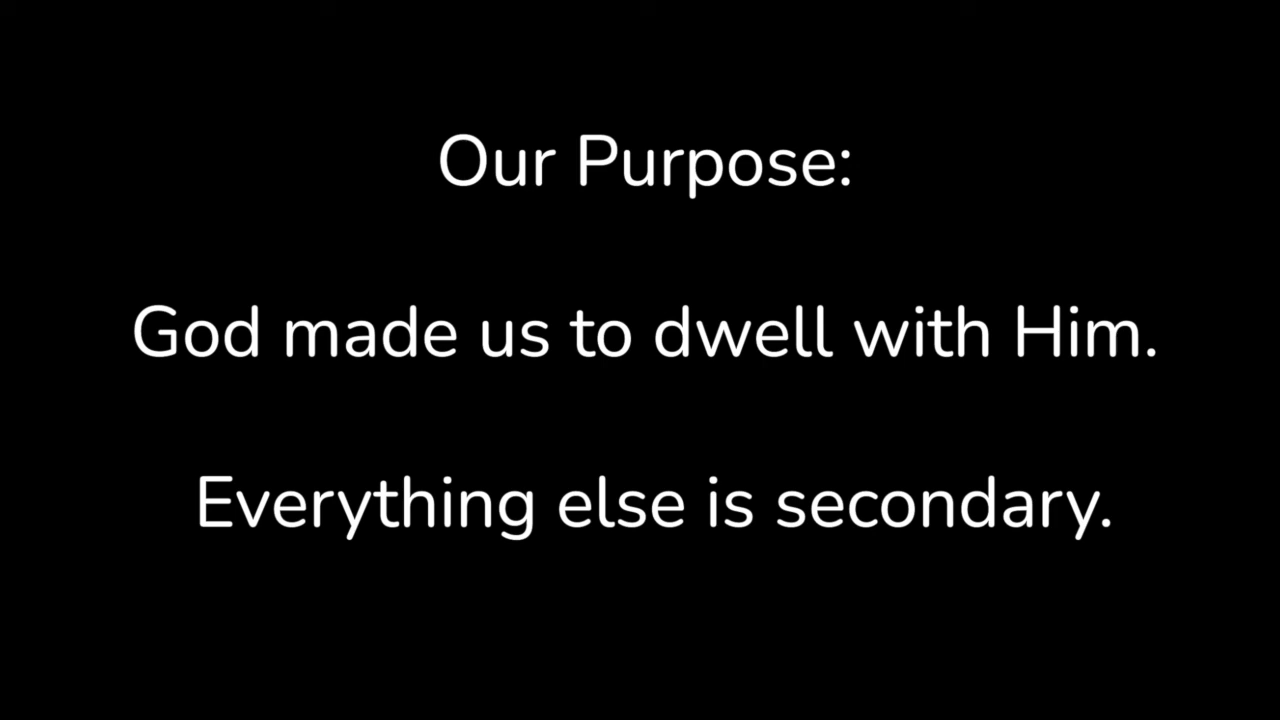 Our Purpose:
God made us to dwell with Him.
Everything else is secondary.